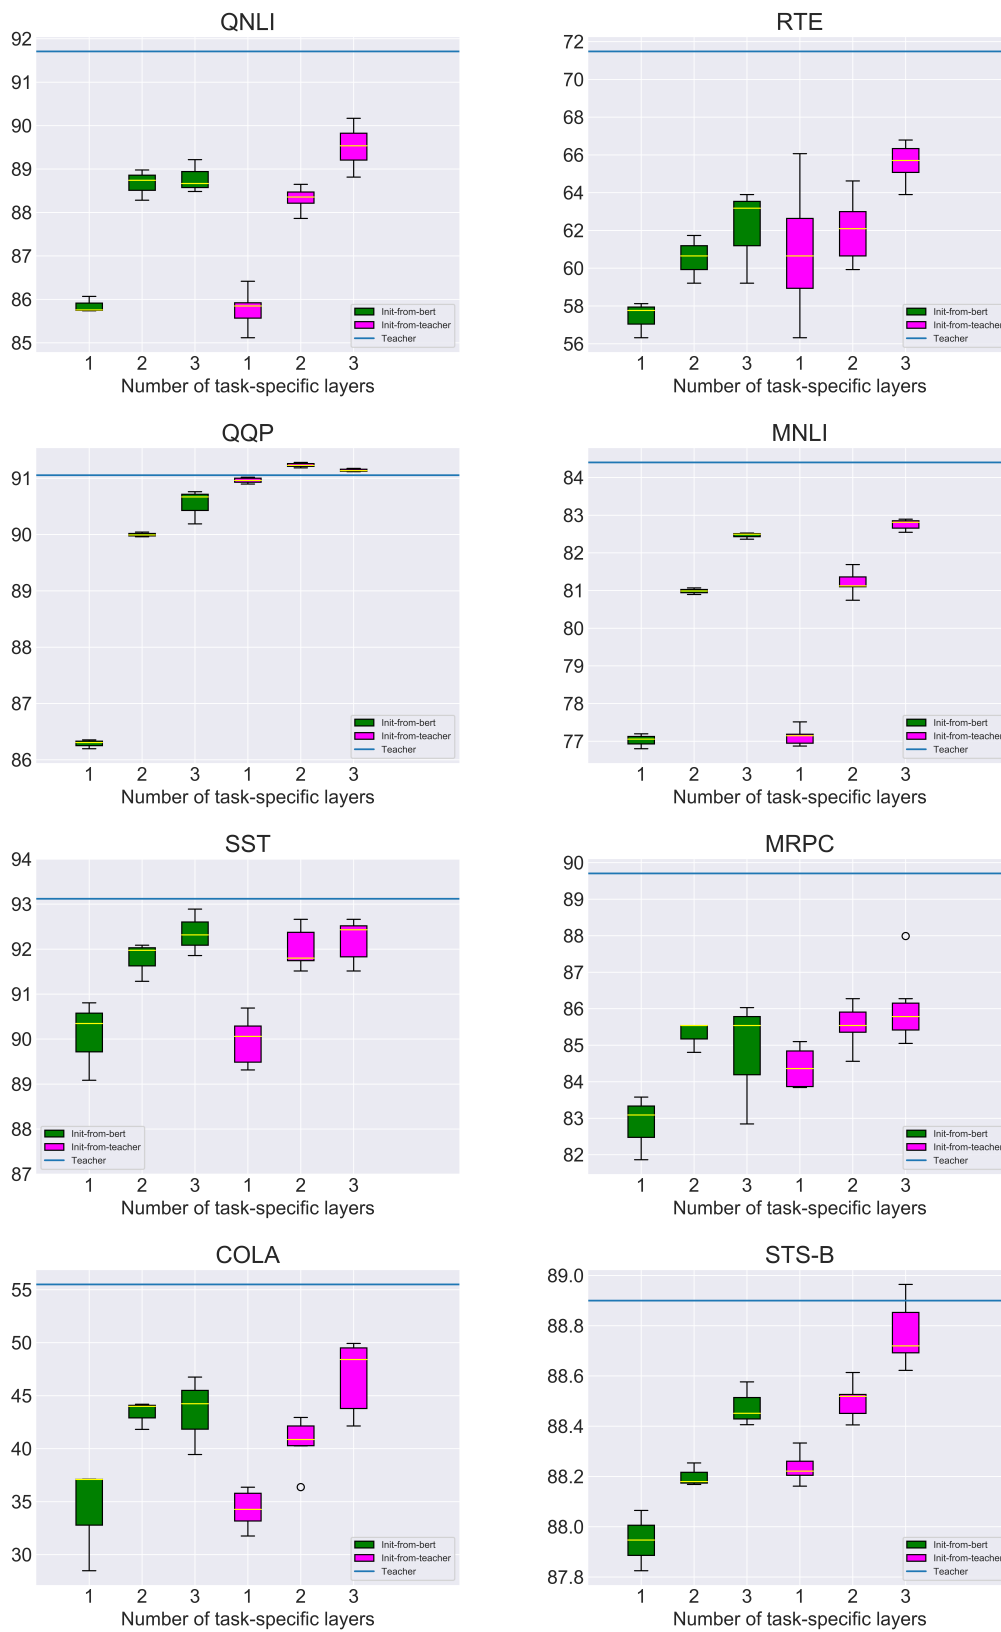 QNLI
92
91
90
89
88
87
86
85
1 2 3 1 2 3
Number of task-specific layers
Init-from-bert
Init-from-teacher
Teacher
RTE
72
70
68
66
64
62
60
58
56
1 2 3 1 2 3
Number of task-specific layers
Init-from-bert
Init-from-teacher
Teacher
QQP
91
90
89
88
87
86
1 2 3 1 2 3
Number of task-specific layers
Init-from-bert
Init-from-teacher
Teacher
MNLI
84
83
82
81
80
79
78
77
1 2 3 1 2 3
Number of task-specific layers
Init-from-bert
Init-from-teacher
Teacher
SST
94
93
92
91
90
89
88
87
1 2 3 1 2 3
Number of task-specific layers
Init-from-bert
Init-from-teacher
Teacher
MRPC
90
89
88
87
86
85
84
83
82
1 2 3 1 2 3
Number of task-specific layers
Init-from-bert
Init-from-teacher
Teacher
COLA
55
50
45
40
35
30
1 2 3 1 2 3
Number of task-specific layers
Init-from-bert
Init-from-teacher
Teacher
STS-B
89.0
88.8
88.6
88.4
88.2
88.0
87.8
1 2 3 1 2 3
Number of task-specific layers
Init-from-bert
Init-from-teacher
Teacher